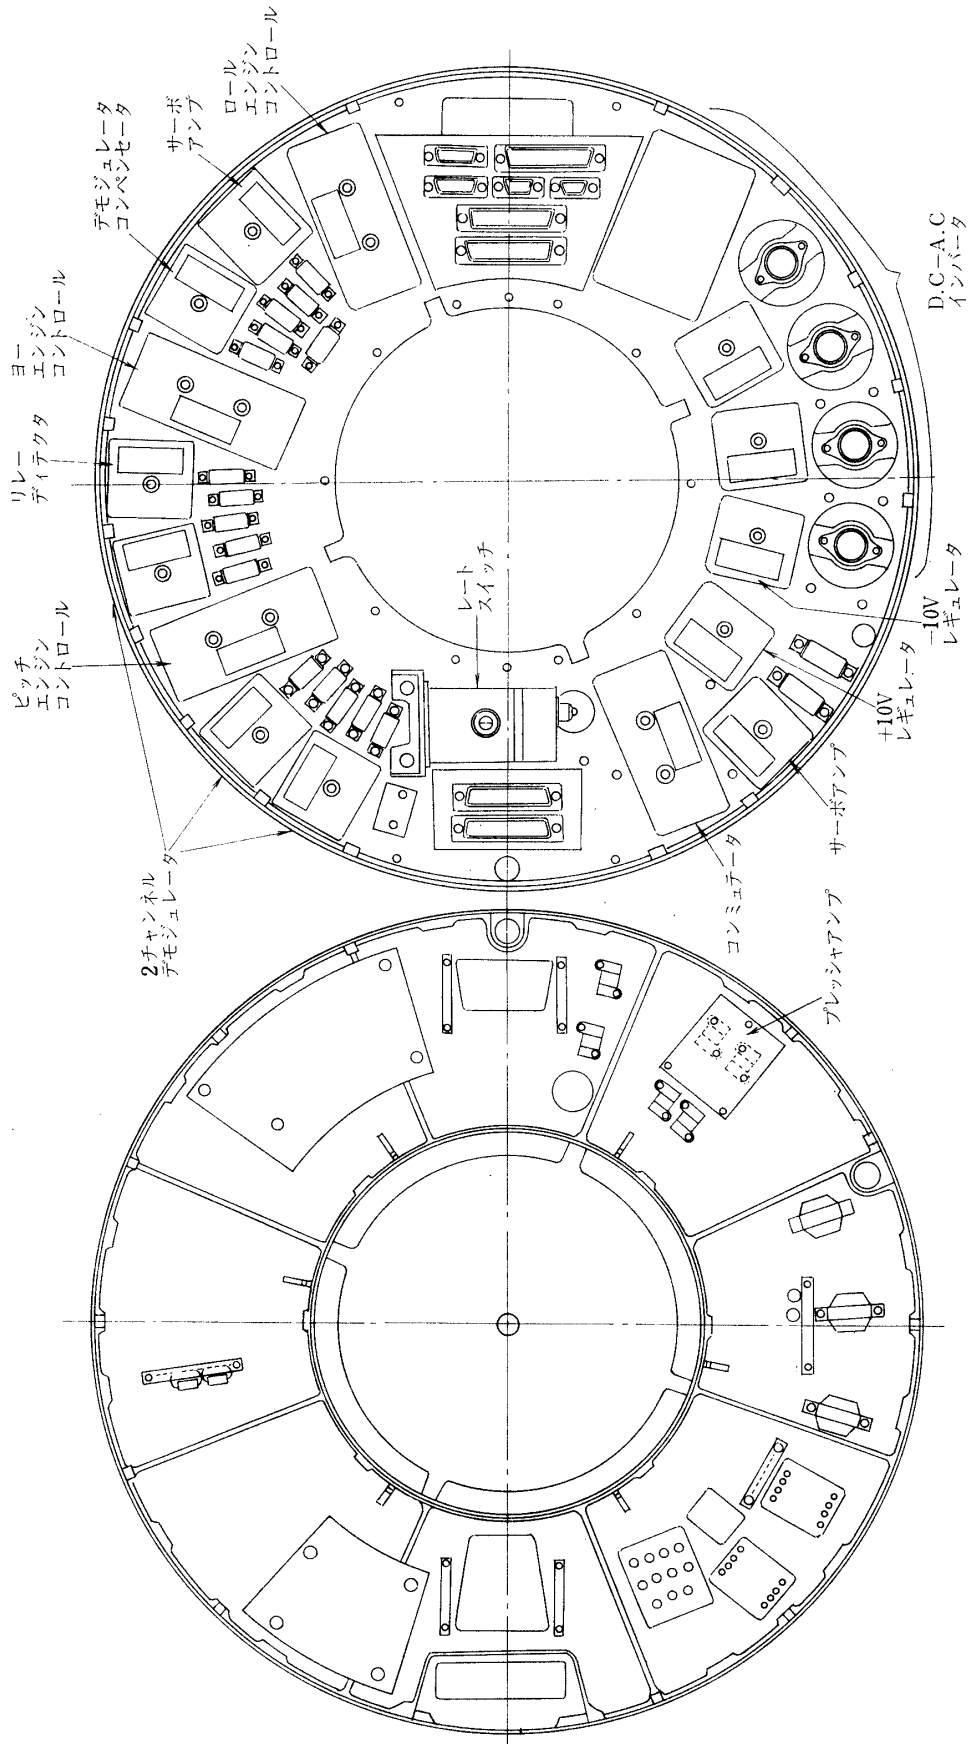 ピッチ
エンジン
コントロール
リレー
ディテクタ
ヨー
エンジン
コントロール
デモジュレータ
コンペンセータ
サーボ
アンプ
ロール
エンジン
コントロール
2チャンネル
デモジュレータ
レート
スイッチ
コンミュテータ
サーボアンプ
+10V
レギュレータ
-10V
レギュレータ
D.C-A.C
インバータ
プレッシャアンプ